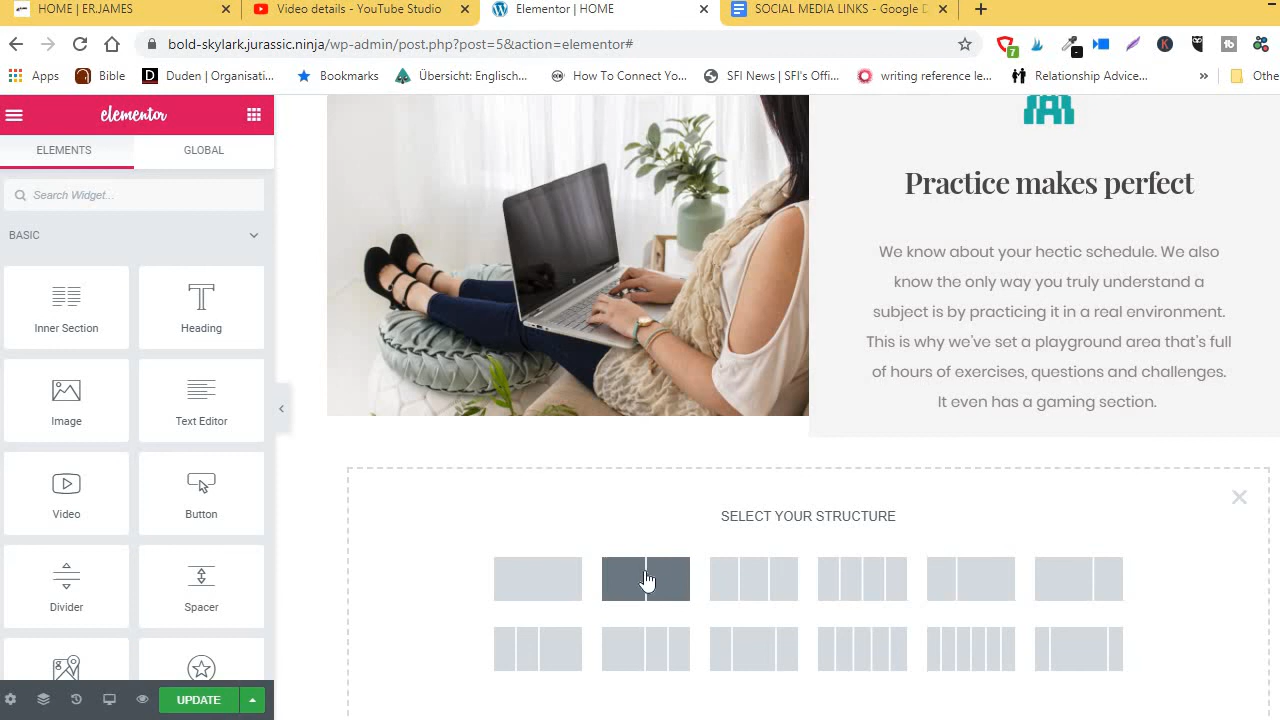 HOME | ER.JAMES
Video details - YouTube Studio
Elementor | HOME
SOCIAL MEDIA LINKS - Google D
bold-skylark.jurassic.ninja/wp-admin/post.php?post=5&action=elementor#
7
K
tb
Apps
Bible
D
Duden | Organisati...
Bookmarks
Übersicht: Englisch...
How To Connect Yo...
SFI News | SFI's Offi...
writing reference le...
Relationship Advice...
»
Othe
elementor
ELEMENTS
GLOBAL
Search Widget...
BASIC
Inner Section
Heading
Image
Text Editor
Video
Button
Divider
Spacer
UPDATE
Practice makes perfect
We know about your hectic schedule. We also
know the only way you truly understand a
subject is by practicing it in a real environment.
This is why we've set a playground area that's full
of hours of exercises, questions and challenges.
It even has a gaming section.
SELECT YOUR STRUCTURE